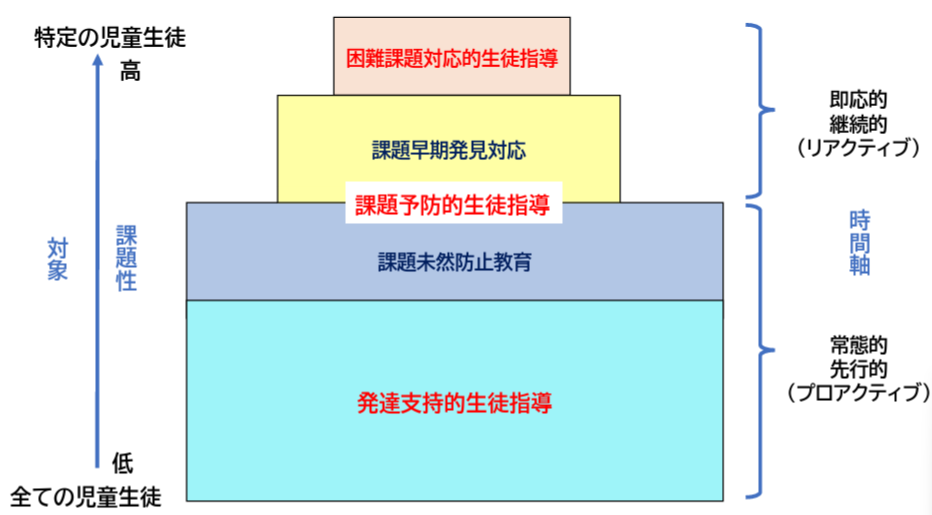 特定の児童生徒
高
対象
課題性
低
全ての児童生徒
困難課題対応的生徒指導
課題早期発見対応
課題予防的生徒指導
課題未然防止教育
発達支持的生徒指導
即応的
継続的
(リアクティブ)
時間軸
常態的
先行的
(プロアクティブ)